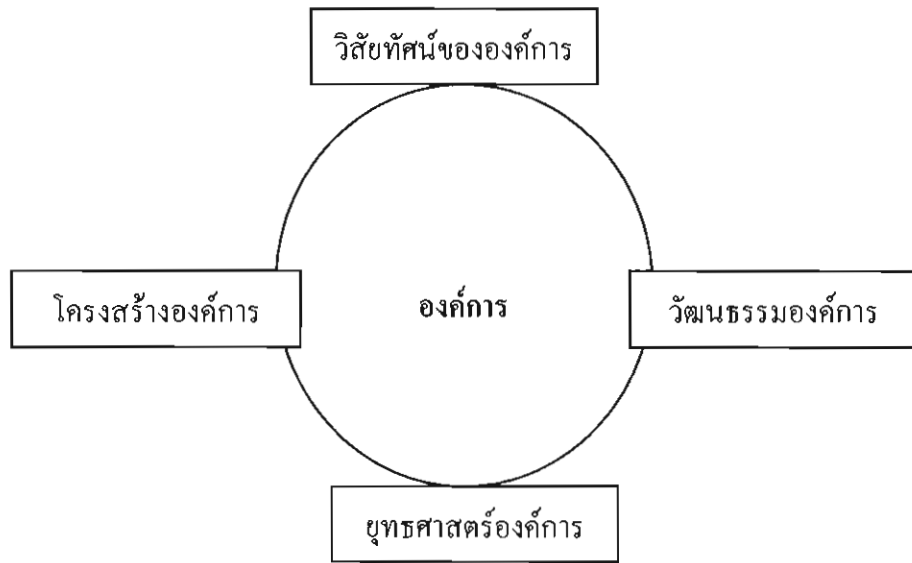 วิสัยทัศน์ขององค์การ
โครงสร้างองค์การ
องค์การ
วัฒนธรรมองค์การ
ยุทธศาสตร์องค์การ